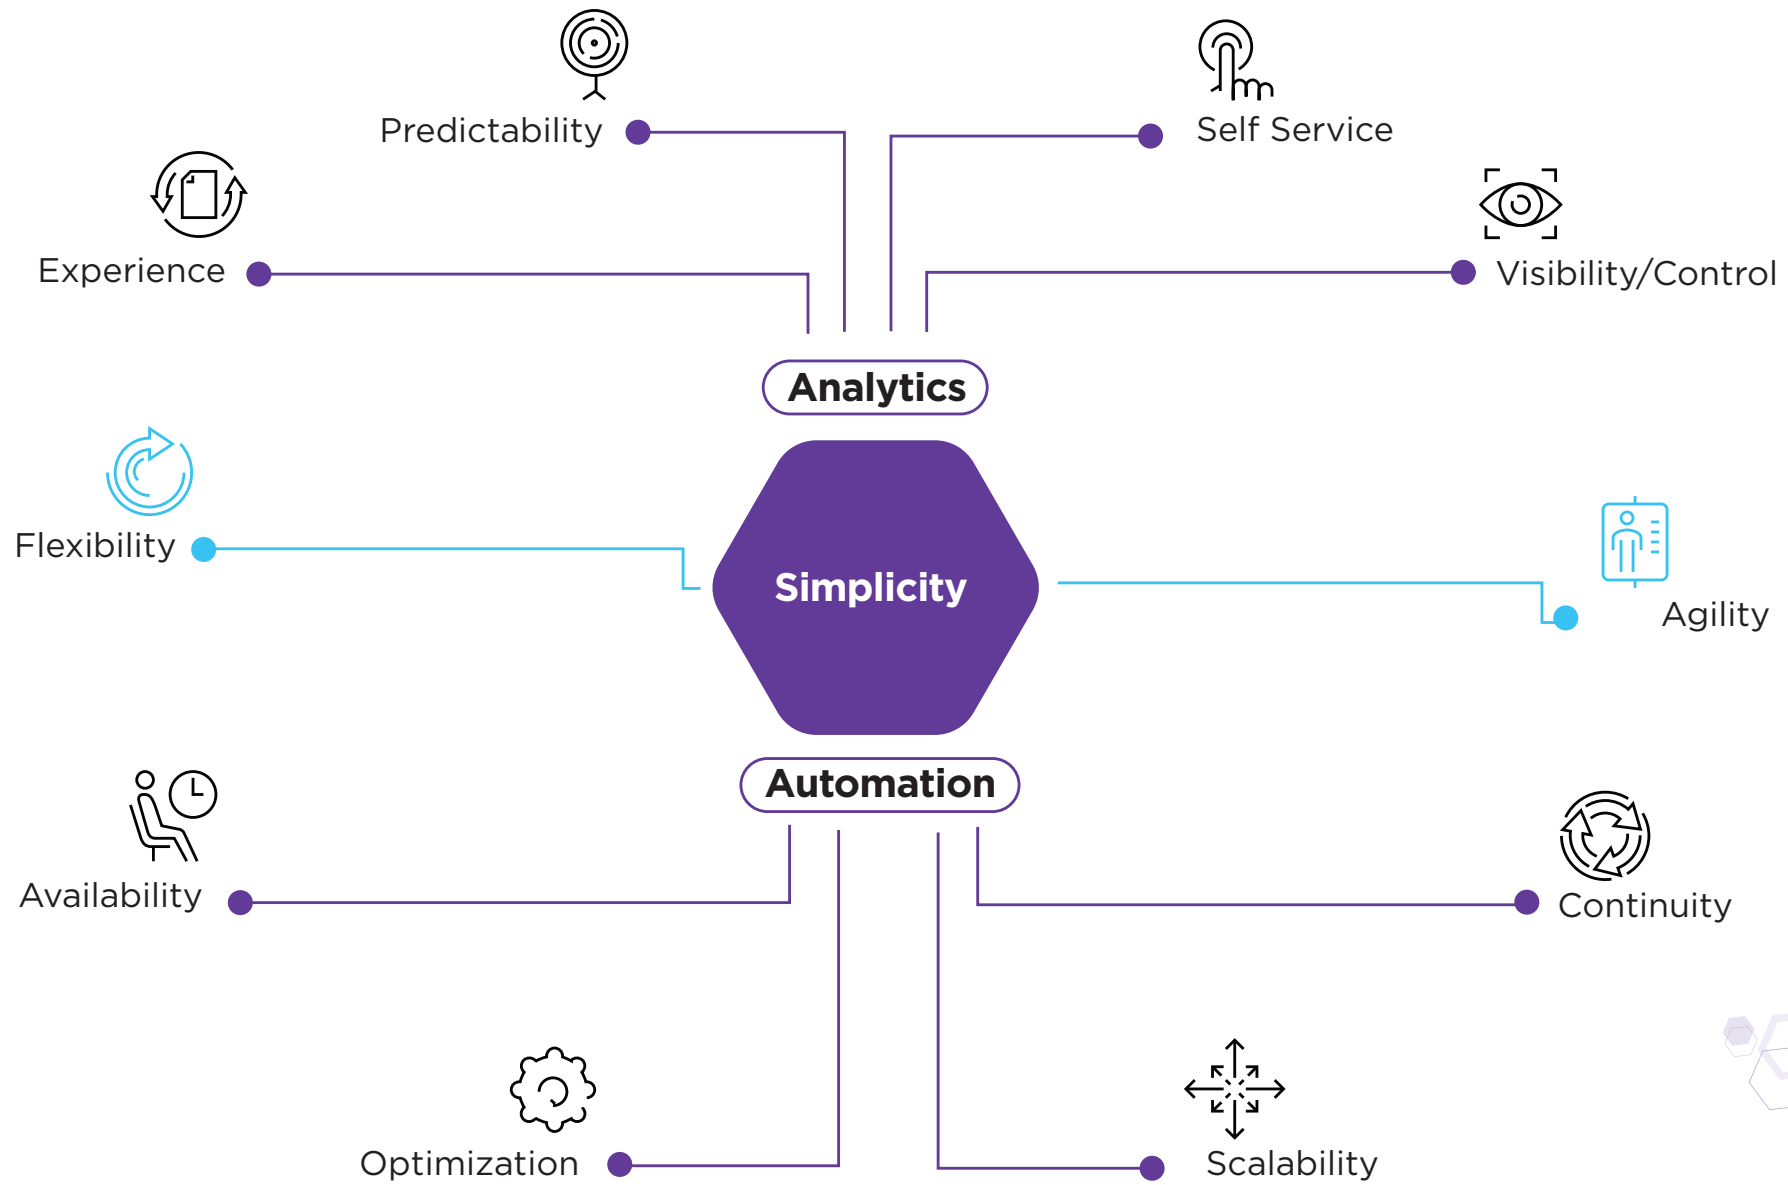 Predictability
Self Service
Experience
Visibility/Control
Analytics
Flexibility
Simplicity
Agility
Automation
Availability
Continuity
Optimization
Scalability